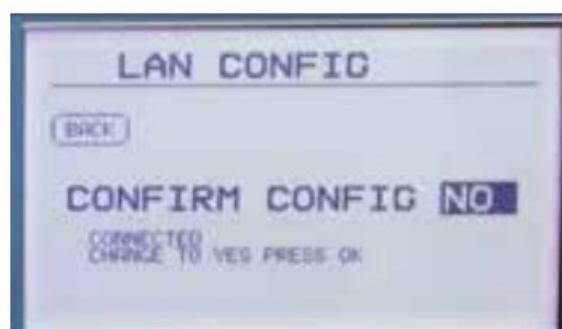 LAN CONFIG
BACK
CONFIRM CONFIG NO
CONNECTED
CHANGE TO YES PRESS OK